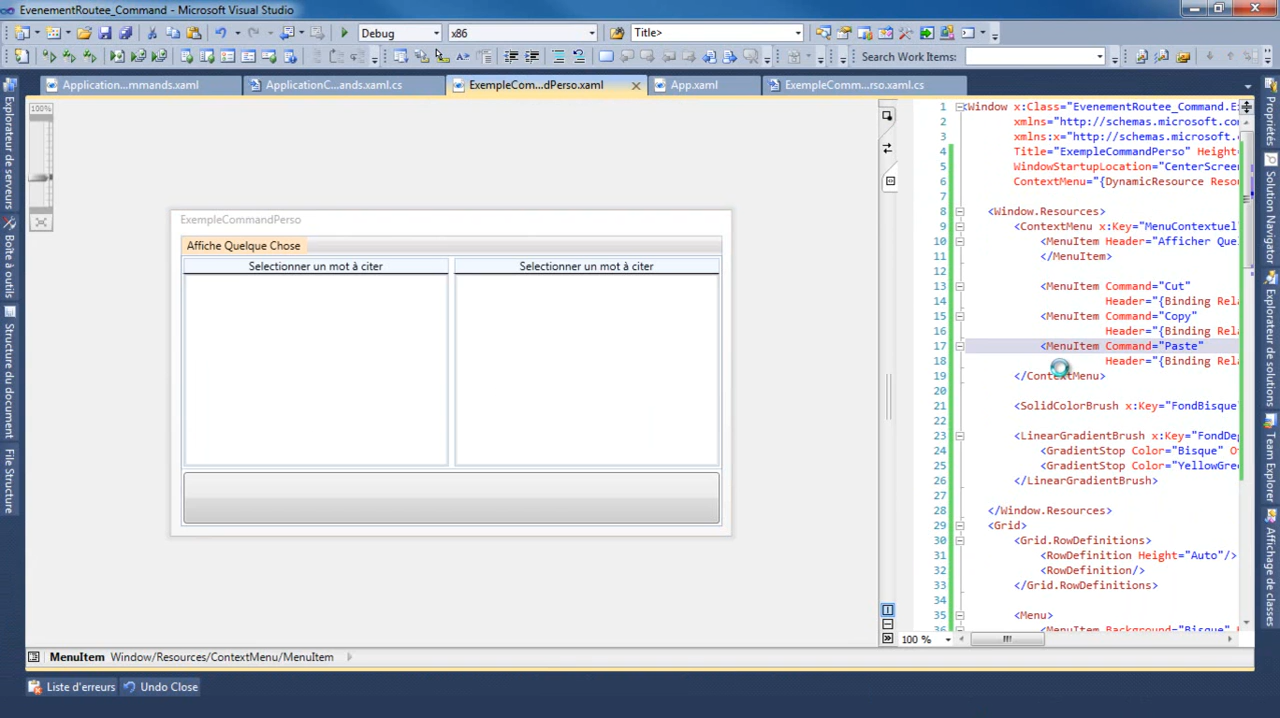 EvenementRoutee_Command - Microsoft Visual Studio
Debug x86 Title>
Search Work Items:
Application...mmands.xaml ApplicationC...ands.xaml.cs ExempleCom...dPerso.xaml App.xaml ExempleComm...rso.xaml.cs
Explorateur de serveurs
Boîte à outils
Structure du document
File Structure
100%
ExempleCommandPerso
Affiche Quelque Chose
Selectionner un mot à citer Selectionner un mot à citer
1 <Window x:Class="EvenementRoutee_Command.E
2 xmlns="http://schemas.microsoft.co
3 xmlns:x="http://schemas.microsoft.
4 Title="ExempleCommandPerso" Height
5 WindowStartupLocation="CenterScreen
6 ContextMenu="{DynamicResource Reso
7
8 <Window.Resources>
9 <ContextMenu x:Key="MenuContextuel
10 <MenuItem Header="Afficher Que
11 </MenuItem>
12
13 <MenuItem Command="Cut"
14 Header="{Binding Rela
15 <MenuItem Command="Copy"
16 Header="{Binding Rela
17 <MenuItem Command="Paste"
18 Header="{Binding Rela
19 </ContextMenu>
20
21 <SolidColorBrush x:Key="FondBisque
22
23 <LinearGradientBrush x:Key="FondDeg
24 <GradientStop Color="Bisque" O
25 <GradientStop Color="YellowGre
26 </LinearGradientBrush>
27
28 </Window.Resources>
29 <Grid>
30 <Grid.RowDefinitions>
31 <RowDefinition Height="Auto"/>
32 <RowDefinition/>
33 </Grid.RowDefinitions>
34
35 <Menu>
36 <MenuItem Background="Bisque"
100 %
Propriétés
Solution Navigator
Explorateur de solutions
Team Explorer
Affichage de classes
MenuItem Window/Resources/ContextMenu/MenuItem
Liste d'erreurs Undo Close